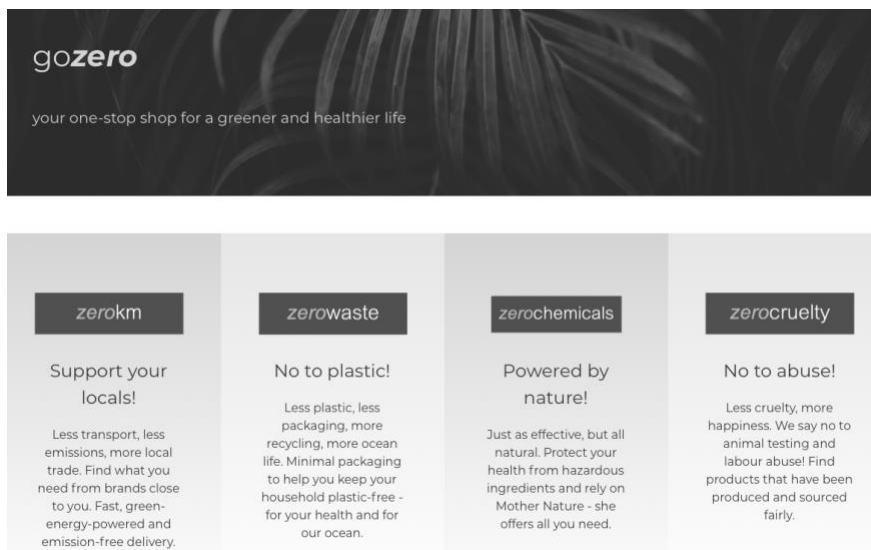 gozero
your one-stop shop for a greener and healthier life
zerokm
Support your
locals!
Less transport, less
emissions, more local
trade. Find what you
need from brands close
to you. Fast, green-
energy-powered and
emission-free delivery.
zerowaste
No to plastic!
Less plastic, less
packaging, more
recycling, more ocean
life. Minimal packaging
to help you keep your
household plastic-free -
for your health and for
our ocean.
zerochemicals
Powered by
nature!
Just as effective, but all
natural. Protect your
health from hazardous
ingredients and rely on
Mother Nature - she
offers all you need.
zerocruelty
No to abuse!
Less cruelty, more
happiness. We say no to
animal testing and
labour abuse! Find
products that have been
produced and sourced
fairly.